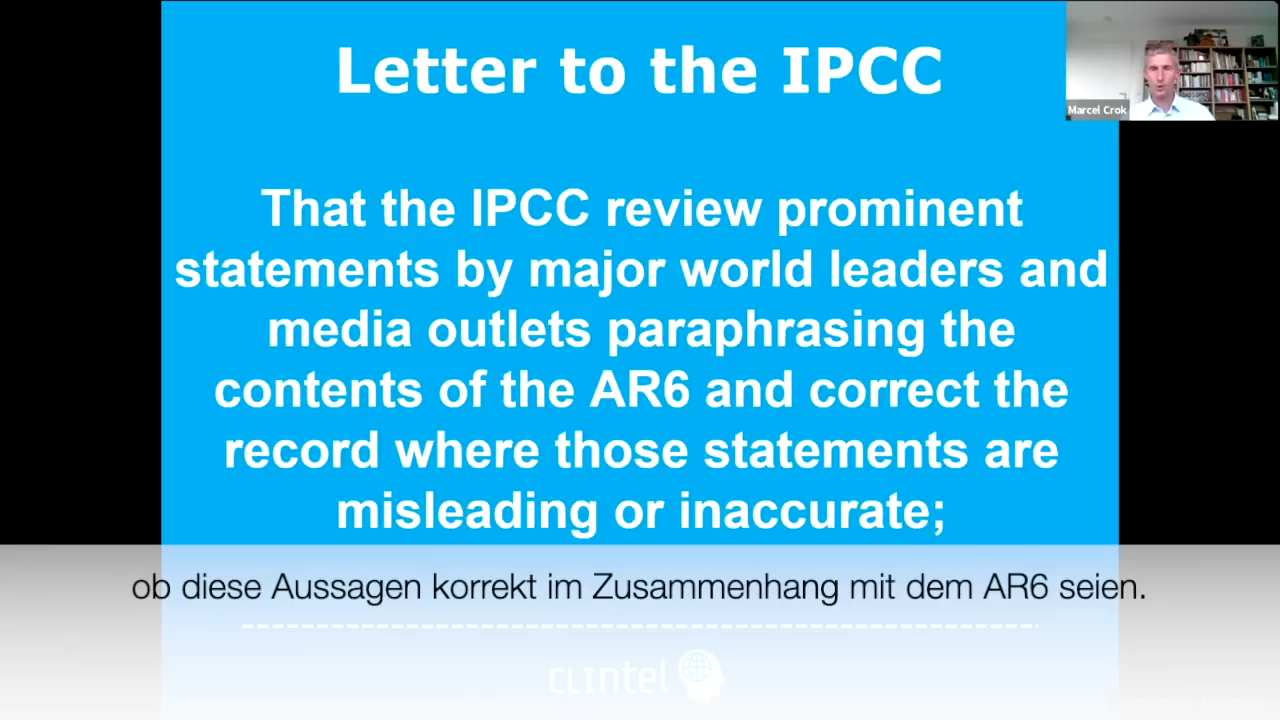 Letter to the IPCC
Marcel Crok
That the IPCC review prominent
statements by major world leaders and
media outlets paraphrasing the
contents of the AR6 and correct the
record where those statements are
misleading or inaccurate;
ob diese Aussagen korrekt im Zusammenhang mit dem AR6 seien.
CLIntel